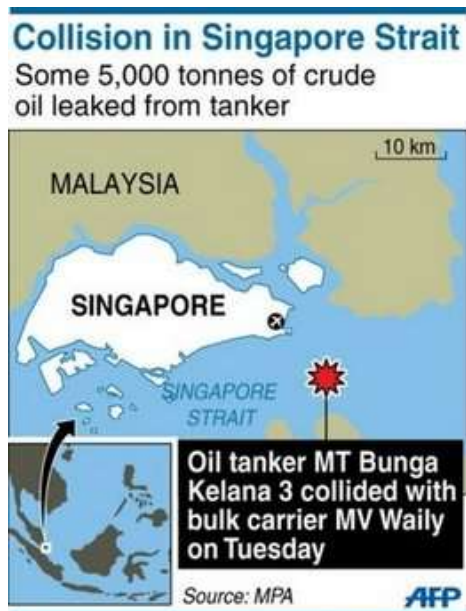 Collision in Singapore Strait
Some 5,000 tonnes of crude
oil leaked from tanker
10 km
MALAYSIA
SINGAPORE
SINGAPORE
STRAIT
Oil tanker MT Bunga
Kelana 3 collided with
bulk carrier MV Waily
on Tuesday
Source: MPA
AFP